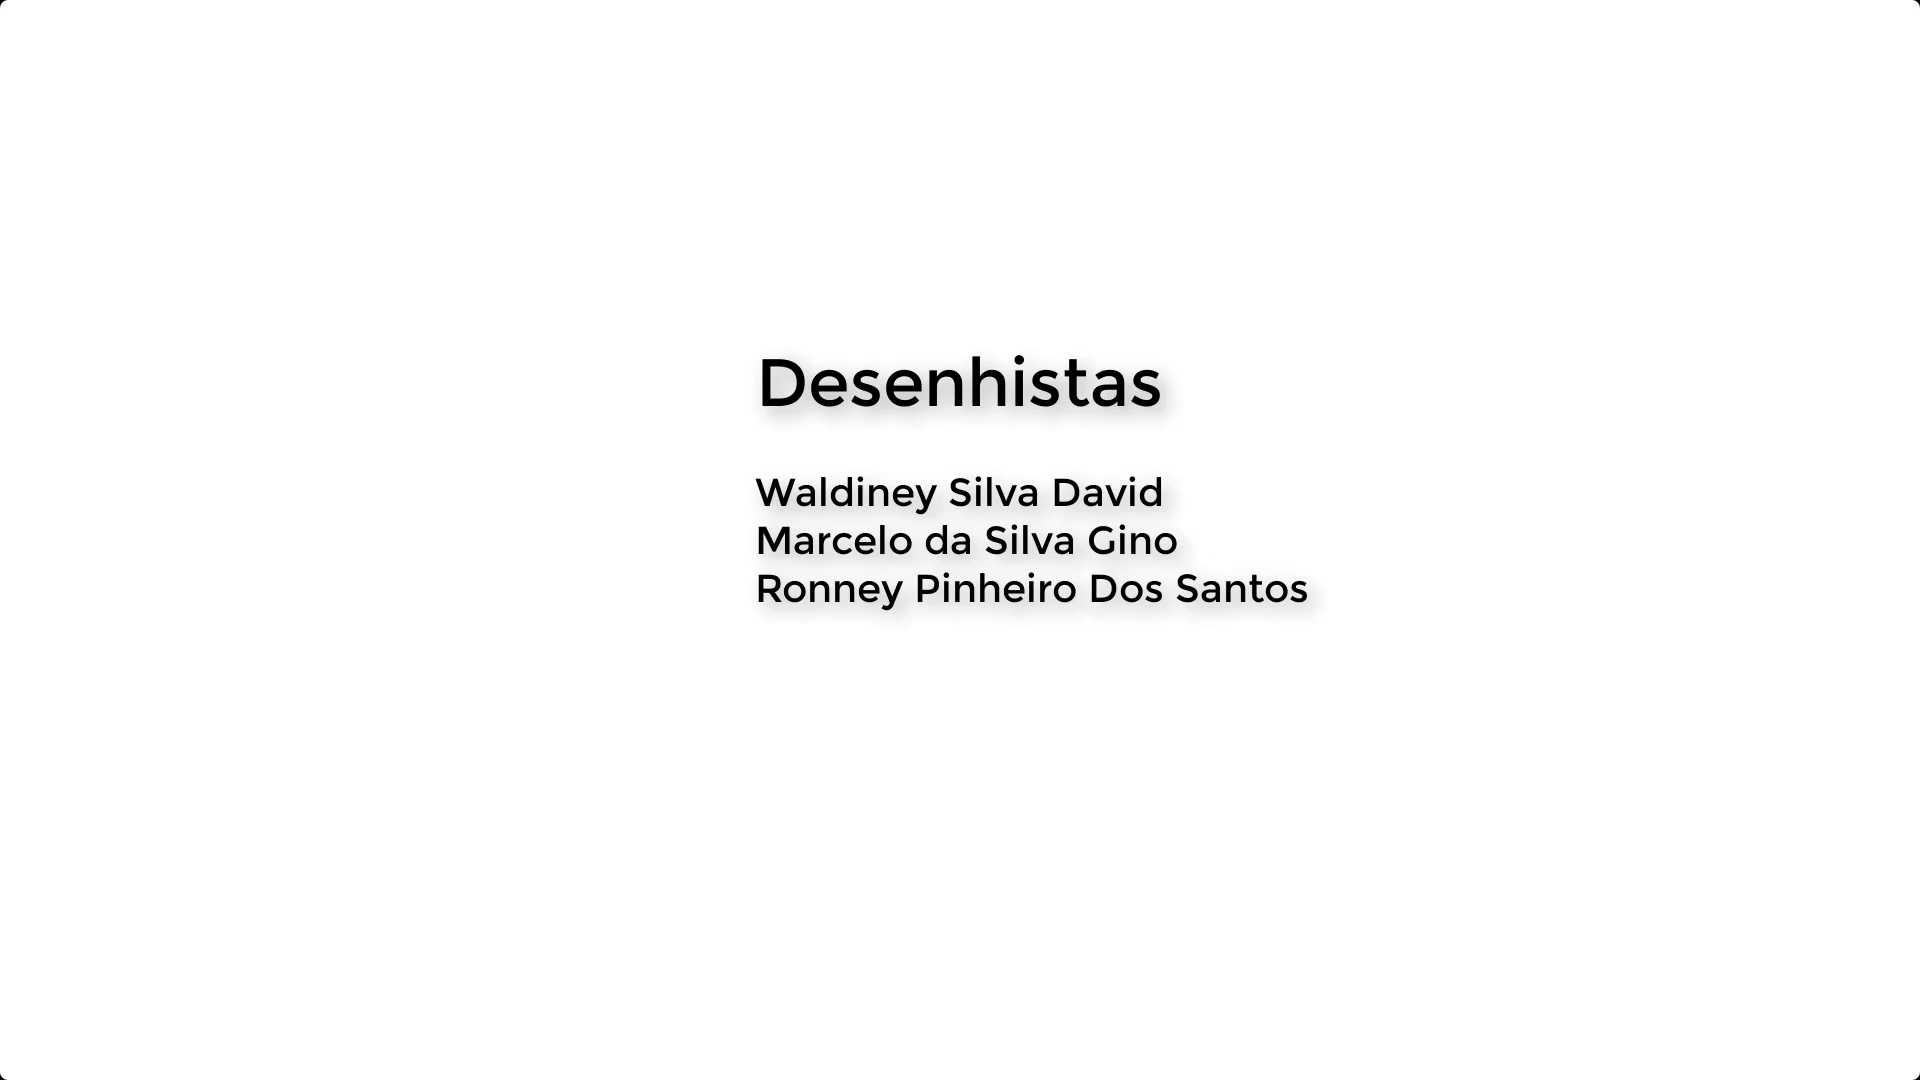 Desenhistas
Waldiney Silva David
Marcelo da Silva Gino
Ronney Pinheiro Dos Santos